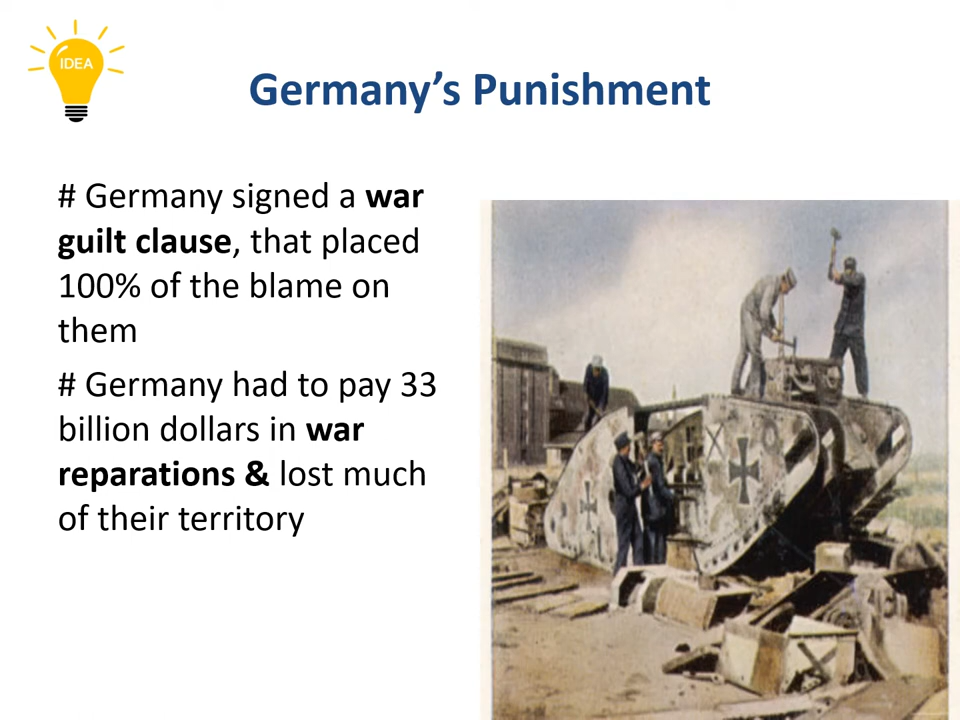 IDEA
Germany’s Punishment
# Germany signed a war
guilt clause, that placed
100% of the blame on
them
# Germany had to pay 33
billion dollars in war
reparations & lost much
of their territory